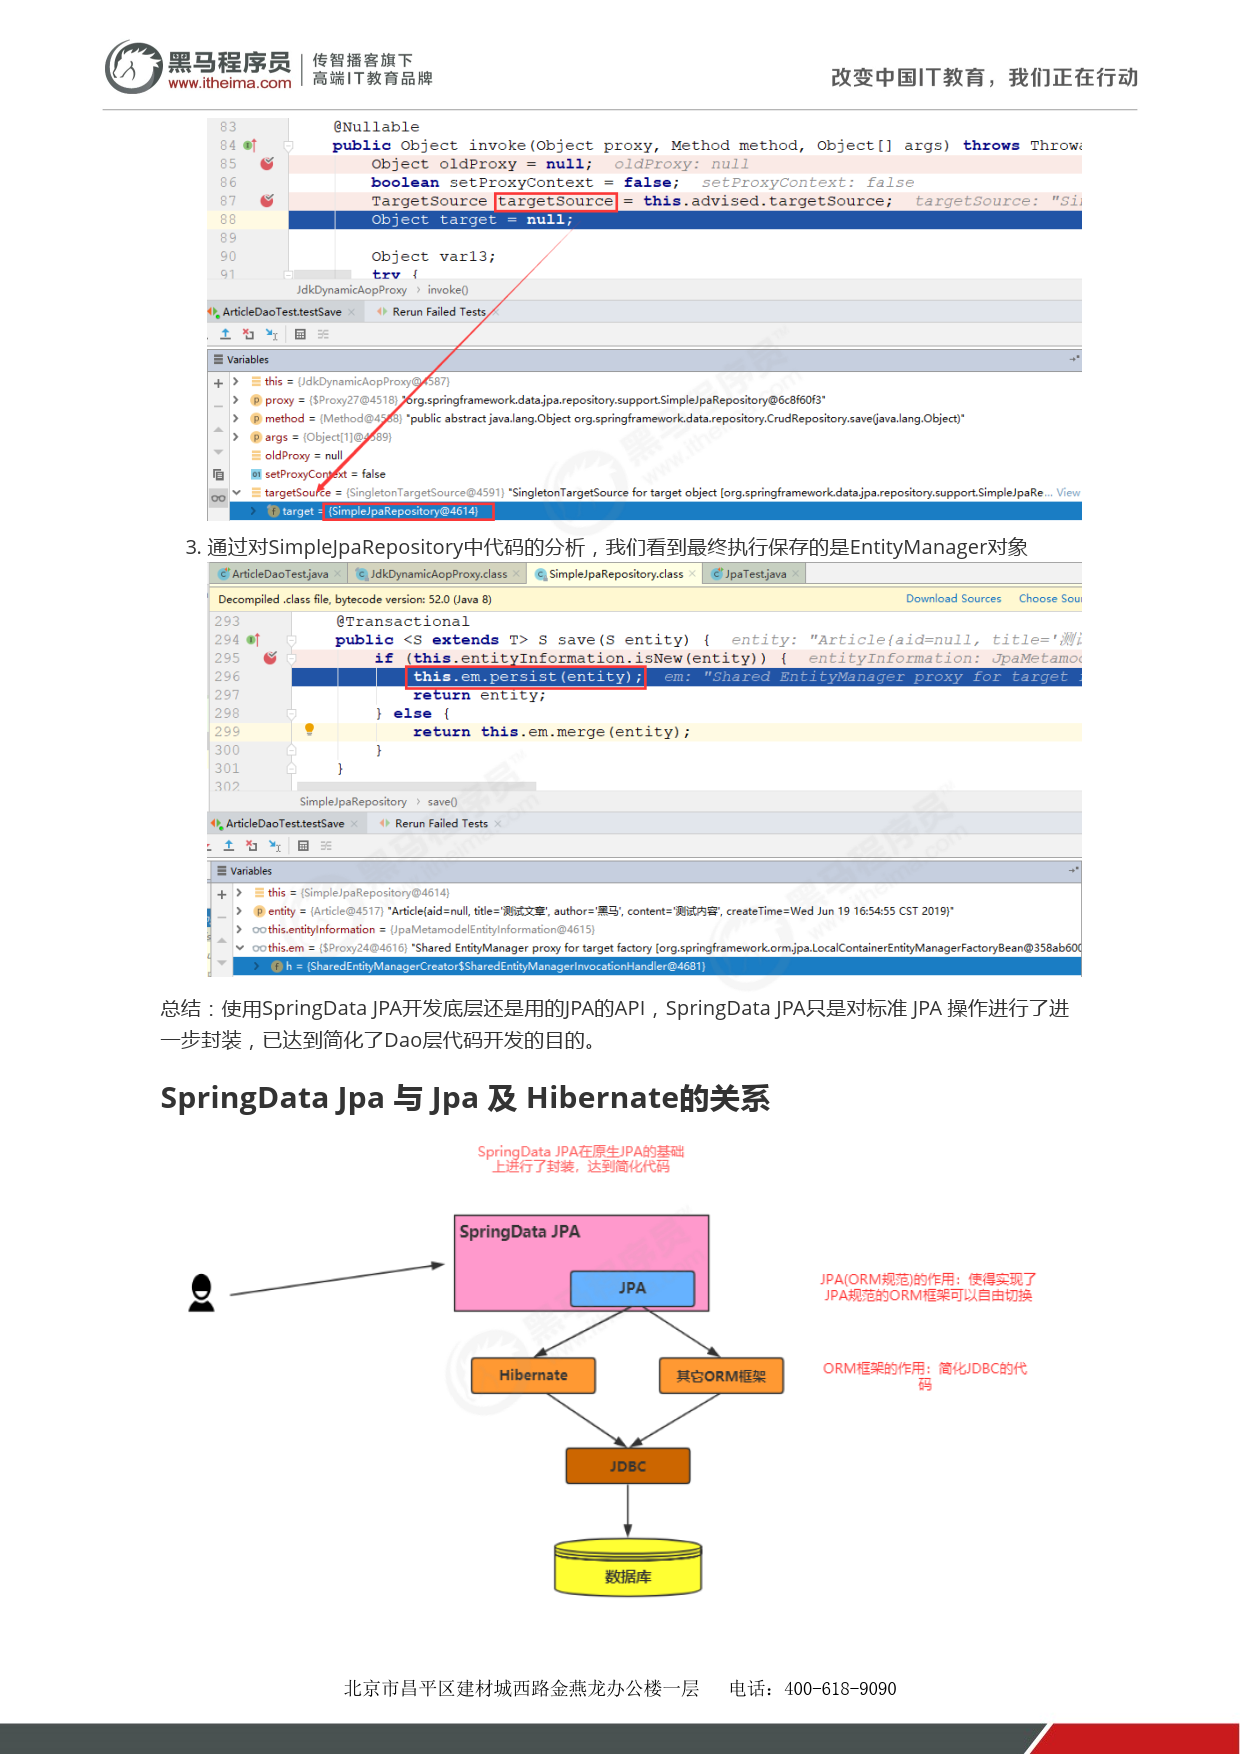 黑马程序员
www.itheima.com
传智播客旗下
高端IT教育品牌
改变中国IT教育，我们正在行动
83 @Nullable
84 public Object invoke(Object proxy, Method method, Object[] args) throws Throwa
85 Object oldProxy = null; oldProxy: null
86 boolean setProxyContext = false; setProxyContext: false
87 TargetSource targetSource = this.advised.targetSource; targetSource: "Si
88 Object target = null;
89
90 Object var13;
91 try {
JdkDynamicAopProxy › invoke()
ArticleDaoTest.testSave × Rerun Failed Tests ×
Variables
this = {JdkDynamicAopProxy@4587}
proxy = {$Proxy27@4518} "org.springframework.data.jpa.repository.support.SimpleJpaRepository@6c8f60f3"
method = {Method@4588} "public abstract java.lang.Object org.springframework.data.repository.CrudRepository.save(java.lang.Object)"
args = {Object[1]@4589}
oldProxy = null
setProxyContext = false
targetSource = {SingletonTargetSource@4591} "SingletonTargetSource for target object [org.springframework.data.jpa.repository.support.SimpleJpaRe... View
target = {SimpleJpaRepository@4614}
3. 通过对SimpleJpaRepository中代码的分析，我们看到最终执行保存的是EntityManager对象
ArticleDaoTest.java × JdkDynamicAopProxy.class × SimpleJpaRepository.class × JpaTest.java ×
Decompiled .class file, bytecode version: 52.0 (Java 8) Download Sources Choose Sou
293 @Transactional
294 public <S extends T> S save(S entity) { entity: "Article{aid=null, title='测试
295 if (this.entityInformation.isNew(entity)) { entityInformation: JpaMetamod
296 this.em.persist(entity); em: "Shared EntityManager proxy for target
297 return entity;
298 } else {
299 return this.em.merge(entity);
300 }
301 }
302
SimpleJpaRepository › save()
ArticleDaoTest.testSave × Rerun Failed Tests ×
Variables
this = {SimpleJpaRepository@4614}
entity = {Article@4517} "Article{aid=null, title='测试文章', author='黑马', content='测试内容', createTime=Wed Jun 19 16:54:55 CST 2019}"
this.entityInformation = {JpaMetamodelEntityInformation@4615}
this.em = {$Proxy24@4616} "Shared EntityManager proxy for target factory [org.springframework.orm.jpa.LocalContainerEntityManagerFactoryBean@358ab600
h = {SharedEntityManagerCreator$SharedEntityManagerInvocationHandler@4681}
总结：使用SpringData JPA开发底层还是用的JPA的API，SpringData JPA只是对标准 JPA 操作进行了进
一步封装，已达到简化了Dao层代码开发的目的。
SpringData Jpa 与 Jpa 及 Hibernate的关系
SpringData JPA在原生JPA的基础
上进行了封装，达到简化代码
SpringData JPA
JPA
JPA(ORM规范)的作用：使得实现了
JPA规范的ORM框架可以自由切换
Hibernate
其它ORM框架
ORM框架的作用：简化JDBC的代
码
JDBC
数据库
北京市昌平区建材城西路金燕龙办公楼一层 电话：400-618-9090